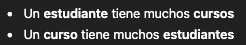 • Un estudiante tiene muchos cursos
• Un curso tiene muchos estudiantes